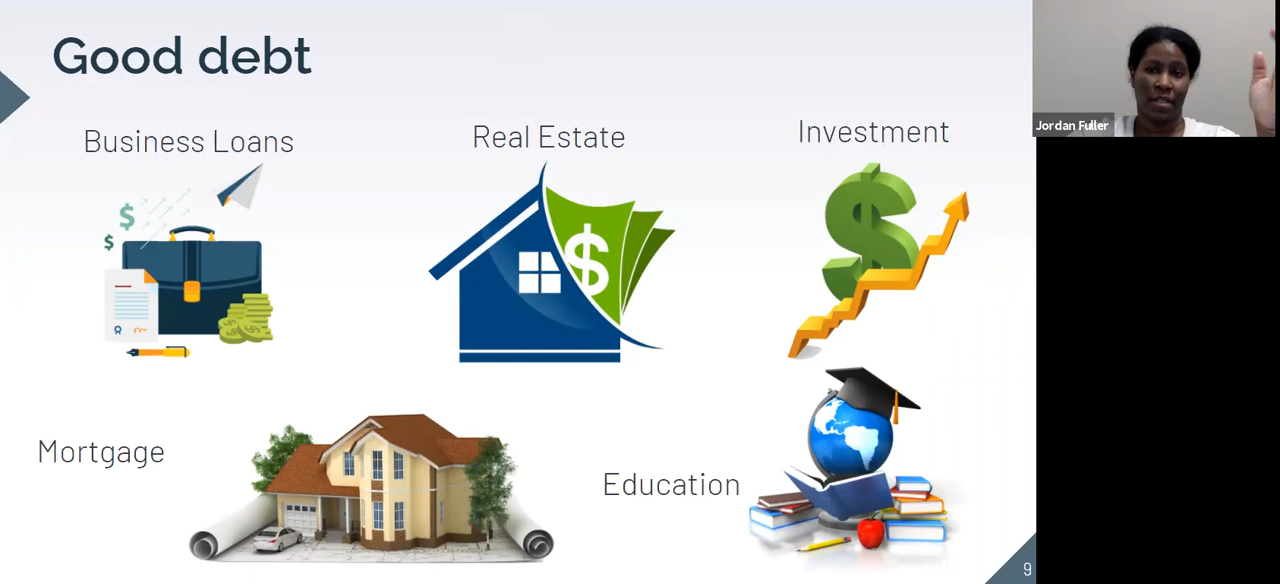 Good debt
Business Loans
Real Estate
Investment
Jordan Fuller
$
$
$
Mortgage
Education
9